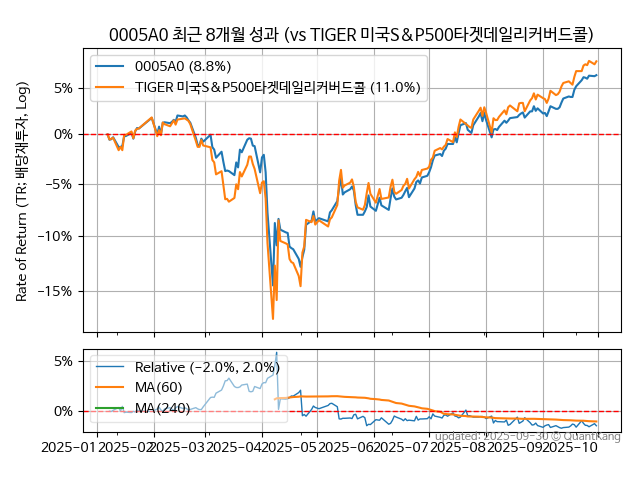 0005A0 최근 8개월 성과 (vs TIGER 미국S&P500타겟데일리커버드콜)
Rate of Return (TR: 배당재투자, Log)
0005A0 (8.8%)
TIGER 미국S&P500타겟데일리커버드콜 (11.0%)
5%
0%
−5%
−10%
−15%
Relative (−2.0%, 2.0%)
MA(60)
MA(240)
5%
0%
2025-01 2025-02 2025-03 2025-04 2025-05 2025-06 2025-07 2025-08 2025-09 2025-10
updated: 2025-09-30 © QuantKang